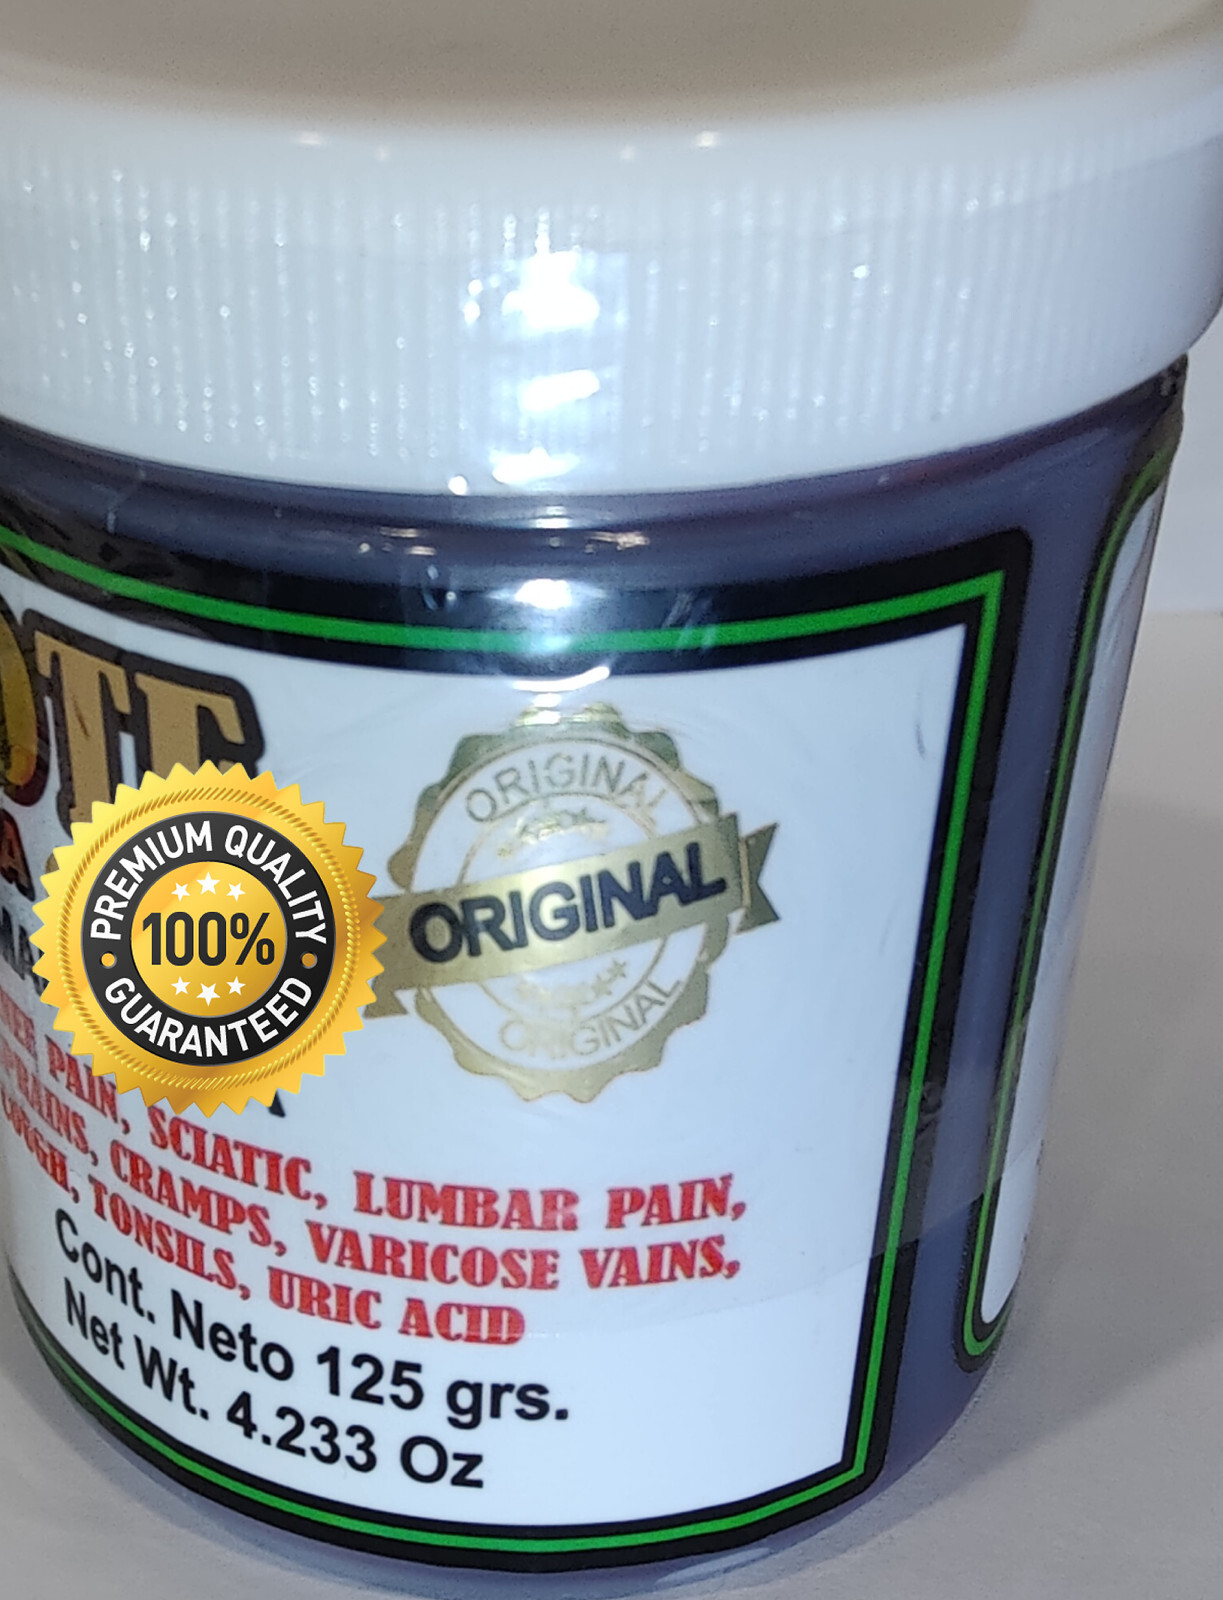 OTE
A
PREMIUM QUALITY
100%
GUARANTEED
ORIGINAL
ORIGINAL
ORIGINAL
PAIN, SCIATIC, LUMBAR PAIN,
CRAMPS, VARICOSE VAINS,
TONSILS, URIC ACID
Cont. Neto 125 grs.
Net Wt. 4.233 Oz